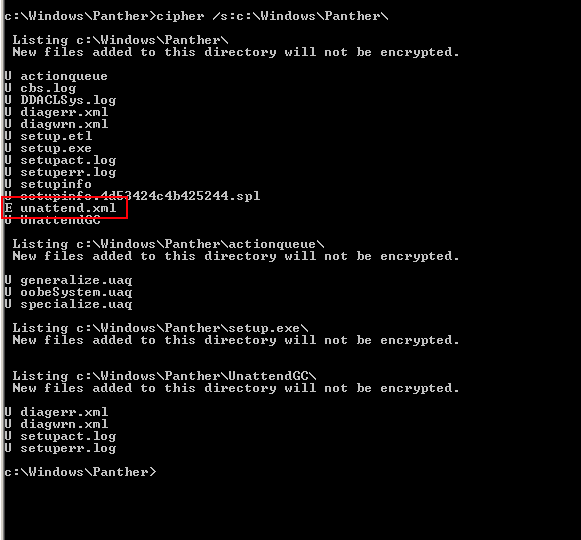 c:\Windows\Panther>cipher /s:c:\Windows\Panther\
Listing c:\Windows\Panther\
New files added to this directory will not be encrypted.
U actionqueue
U cbs.log
U DDACLSys.log
U diagerr.xml
U diagwrn.xml
U setup.etl
U setup.exe
U setupact.log
U setuperr.log
U setupinfo
U setupinfo.4d53424c4b425244.spl
E unattend.xml
U UnattendGC
Listing c:\Windows\Panther\actionqueue\
New files added to this directory will not be encrypted.
U generalize.uaq
U oobeSystem.uaq
U specialize.uaq
Listing c:\Windows\Panther\setup.exe\
New files added to this directory will not be encrypted.
Listing c:\Windows\Panther\UnattendGC\
New files added to this directory will not be encrypted.
U diagerr.xml
U diagwrn.xml
U setupact.log
U setuperr.log
c:\Windows\Panther>